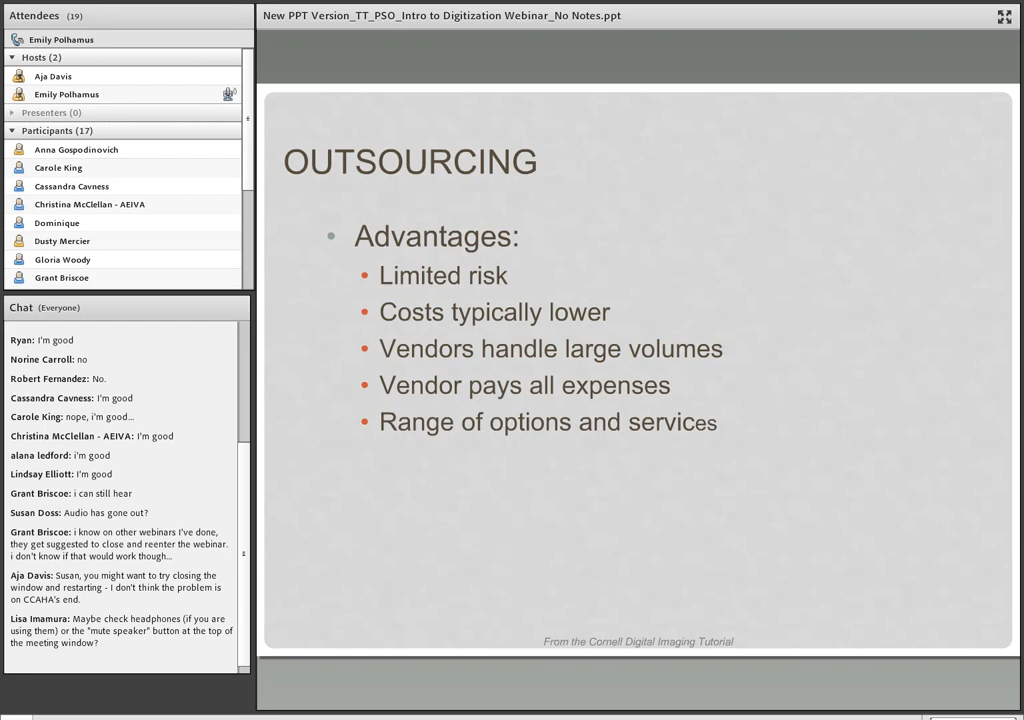 Attendees (19)
Emily Polhamus
Hosts (2)
Aja Davis
Emily Polhamus
Presenters (0)
Participants (17)
Anna Gospodinovich
Carole King
Cassandra Cavness
Christina McClellan - AEIVA
Dominique
Dusty Mercier
Gloria Woody
Grant Briscoe
Chat (Everyone)
Ryan: I'm good
Norine Carroll: no
Robert Fernandez: No.
Cassandra Cavness: I'm good
Carole King: nope, i'm good...
Christina McClellan - AEIVA: I'm good
alana ledford: i'm good
Lindsay Elliott: I'm good
Grant Briscoe: i can still hear
Susan Doss: Audio has gone out?
Grant Briscoe: i know on other webinars I've done,
they get suggested to close and reenter the webinar.
i don't know if that would work though...
Aja Davis: Susan, you might want to try closing the
window and restarting - I don't think the problem is
on CCAHA's end.
Lisa Imamura: Maybe check headphones (if you are
using them) or the "mute speaker" button at the top of
the meeting window?
New PPT Version_TT_PSO_Intro to Digitization Webinar_No Notes.ppt
OUTSOURCING
• Advantages:
• Limited risk
• Costs typically lower
• Vendors handle large volumes
• Vendor pays all expenses
• Range of options and services
From the Cornell Digital Imaging Tutorial